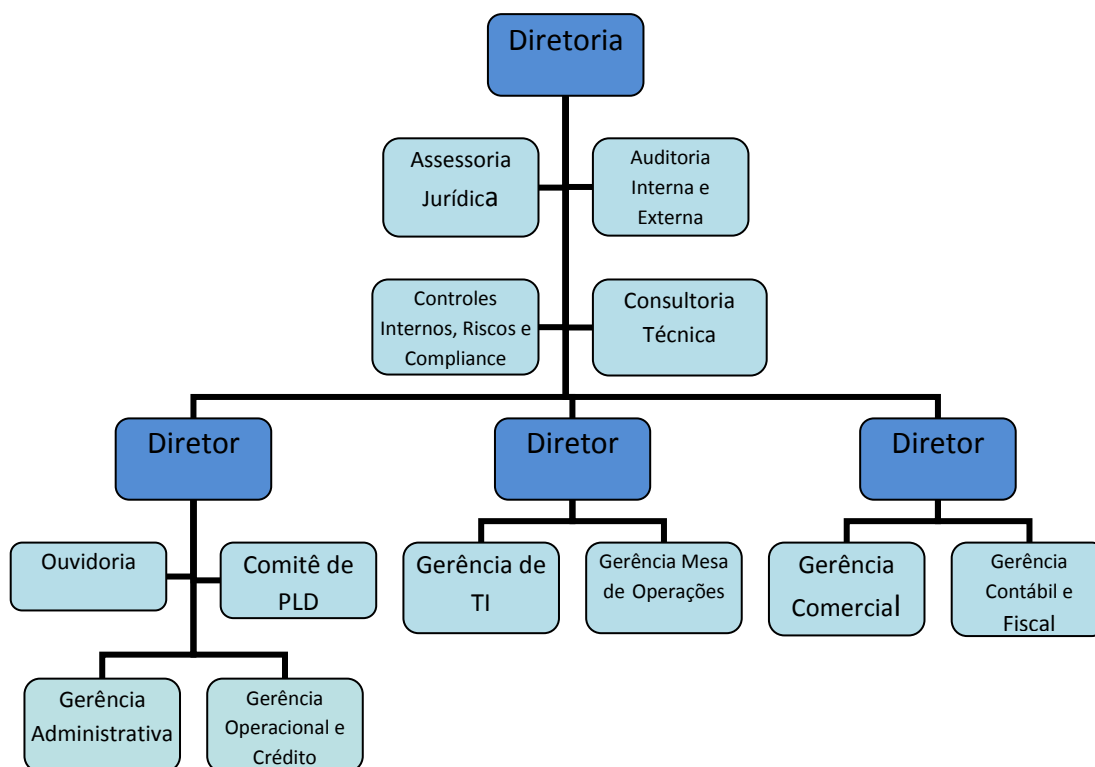 Diretoria
Assessoria
Jurídica
Auditoria
Interna e
Externa
Controles
Internos, Riscos e
Compliance
Consultoria
Técnica
Diretor
Diretor
Diretor
Ouvidoria
Comitê de
PLD
Gerência de
TI
Gerência Mesa
de Operações
Gerência
Comercial
Gerência
Contábil e
Fiscal
Gerência
Administrativa
Gerência
Operacional e
Crédito